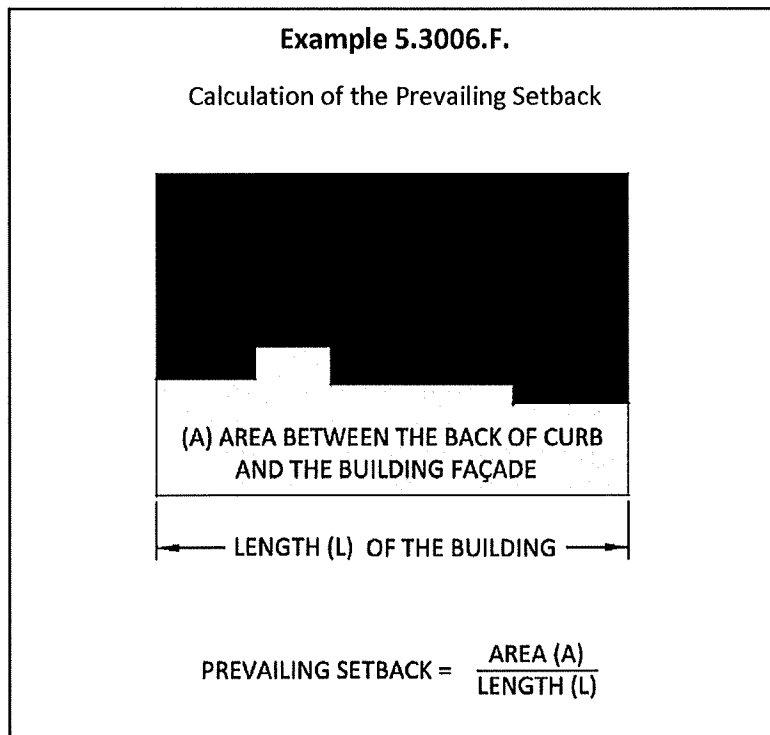 Example 5.3006.F.
Calculation of the Prevailing Setback
(A) AREA BETWEEN THE BACK OF CURB
AND THE BUILDING FAÇADE
LENGTH (L) OF THE BUILDING
PREVAILING SETBACK = AREA (A)
LENGTH (L)